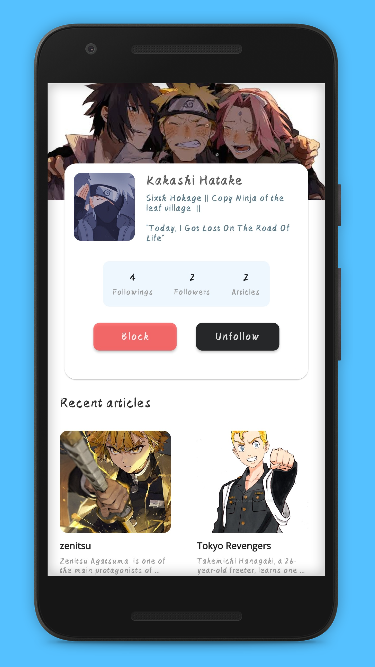 Kakashi Hatake
Sixth Hokage || Copy Ninja of the
leaf village ||
"Today, I Got Lost On The Road Of
Life"
4 2 2
Followings Followers Articles
Block Unfollow
Recent articles
zenitsu Tokyo Revengers
Zenitsu Agatsuma is one of Takemichi Hanagaki, a 26-
the main protagonists of ... year-old freeter, learns one ...